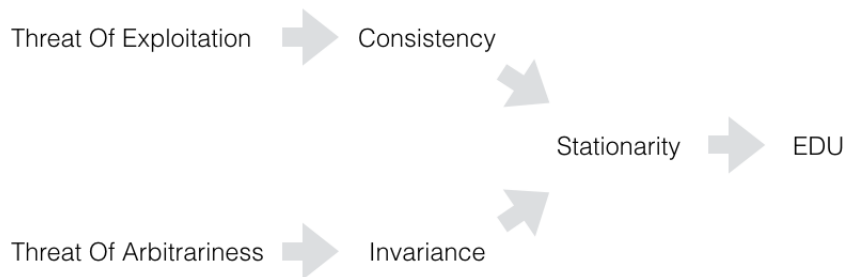 Threat Of Exploitation
Consistency
Stationarity
EDU
Threat Of Arbitrariness
Invariance